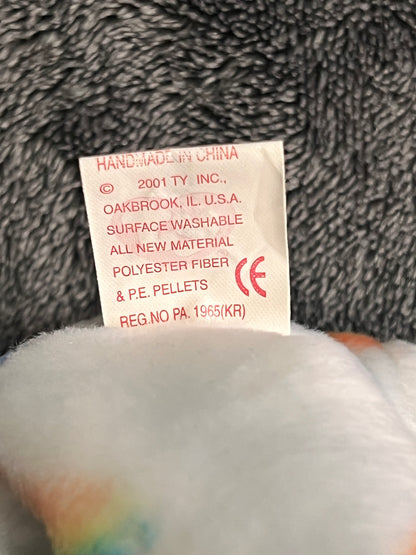 HANDMADE IN CHINA
© 2001 TY INC.,
OAKBROOK, IL. U.S.A.
SURFACE WASHABLE
ALL NEW MATERIAL
POLYESTER FIBER
& P.E. PELLETS
CE
REG.NO PA. 1965(KR)